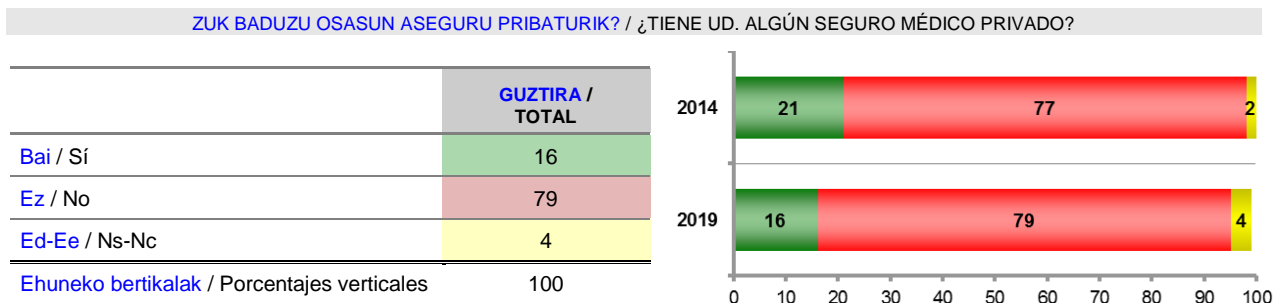 ZUK BADUZU OSASUN ASEGURU PRIBATURIK? / ¿TIENE UD. ALGÚN SEGURO MÉDICO PRIVADO?
GUZTIRA /
TOTAL
Bai / Sí 16
Ez / No 79
Ed-Ee / Ns-Nc 4
Ehuneko bertikalak / Porcentajes verticales 100
2014 21 77 2
2019 16 79 4
0 10 20 30 40 50 60 70 80 90 100